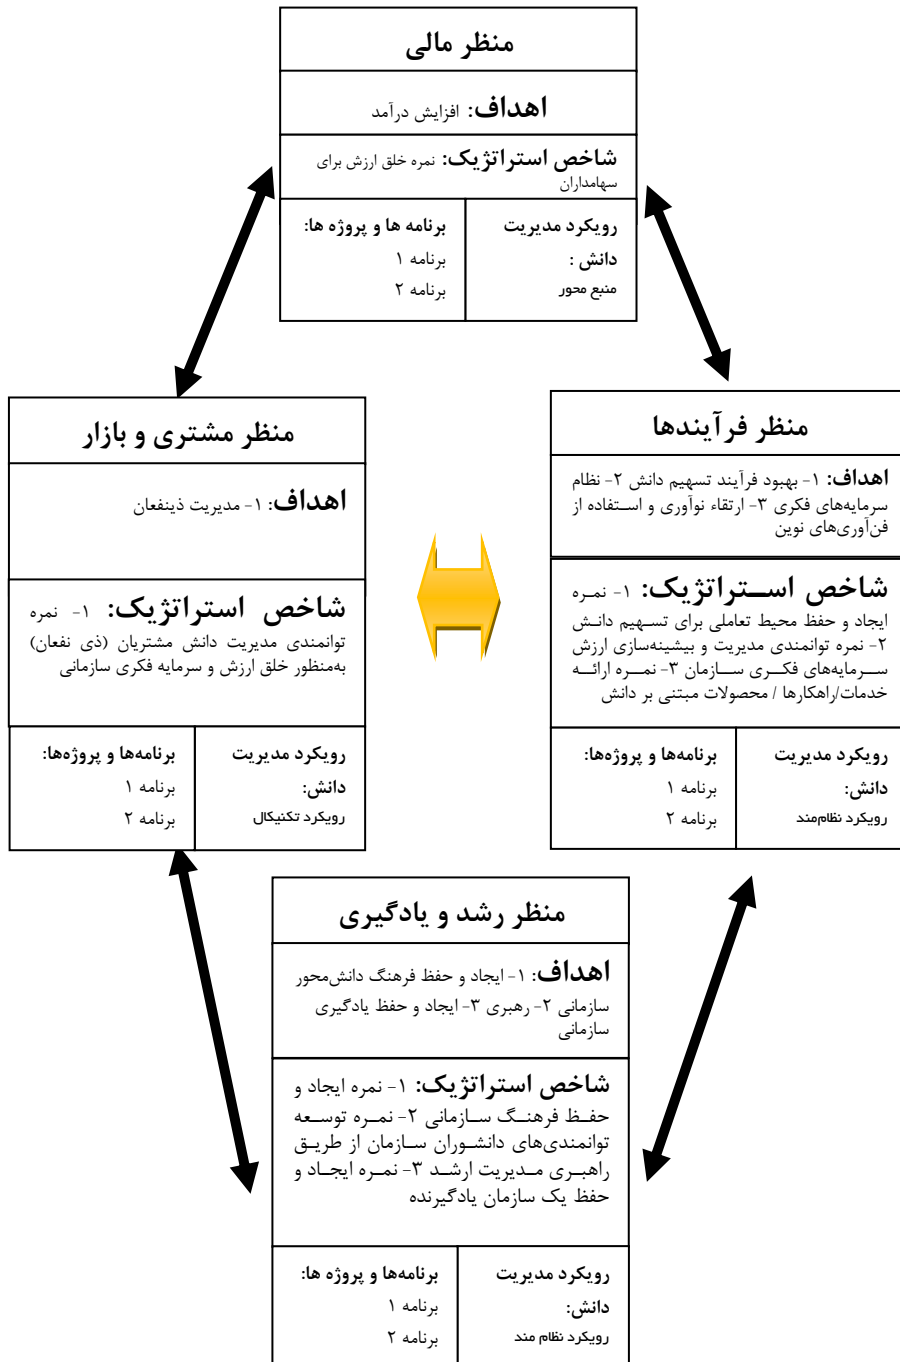 منظر مالی
اهداف: افزایش درآمد
شاخص استراتژیک: نمره خلق ارزش برای
سهامداران
رویکرد مدیریت
دانش :
منبع محور
برنامه ها و پروژه ها:
برنامه ۱
برنامه ۲
منظر فرآیندها
اهداف: ۱- بهبود فرآیند تسهیم دانش ۲- نظام
سرمایه‌های فکری ۳- ارتقاء نوآوری و استفاده از
فن‌آوری‌های نوین
شاخص استراتژیک: ۱- نمره
ایجاد و حفظ محیط تعاملی برای تسهیم دانش
۲- نمره توانمندی مدیریت و بیشینه‌سازی ارزش
سرمایه‌های فکری سازمان ۳- نمره ارائه
خدمات/راهکارها / محصولات مبتنی بر دانش
رویکرد مدیریت
دانش:
رویکرد نظام‌مند
برنامه‌ها و پروژه‌ها:
برنامه ۱
برنامه ۲
منظر مشتری و بازار
اهداف: ۱- مدیریت ذینفعان
شاخص استراتژیک: ۱- نمره
توانمندی مدیریت دانش مشتریان (ذی نفعان)
به‌منظور خلق ارزش و سرمایه فکری سازمانی
رویکرد مدیریت
دانش:
رویکرد تکنیکال
برنامه‌ها و پروژه‌ها:
برنامه ۱
برنامه ۲
منظر رشد و یادگیری
اهداف: ۱- ایجاد و حفظ فرهنگ دانش‌محور
سازمانی ۲- رهبری ۳- ایجاد و حفظ یادگیری
سازمانی
شاخص استراتژیک: ۱- نمره ایجاد و
حفظ فرهنگ سازمانی ۲- نمره توسعه
توانمندی‌های دانشوران سازمان از طریق
راهبری مدیریت ارشد ۳- نمره ایجاد و
حفظ یک سازمان یادگیرنده
رویکرد مدیریت
دانش:
رویکرد نظام مند
برنامه‌ها و پروژه ها:
برنامه ۱
برنامه ۲